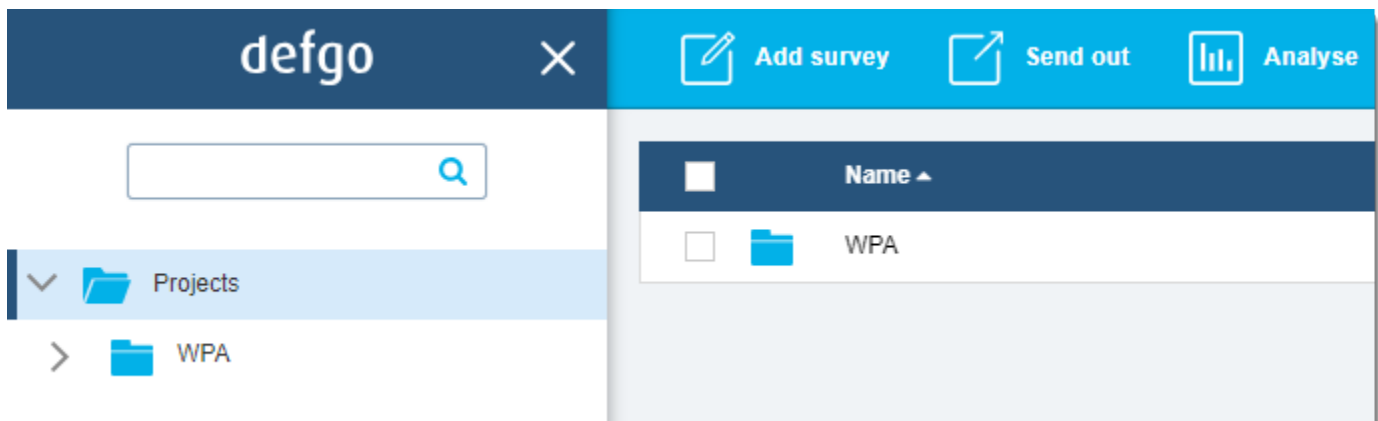 defgo
Add survey
Send out
Analyse
Name
WPA
Projects
WPA